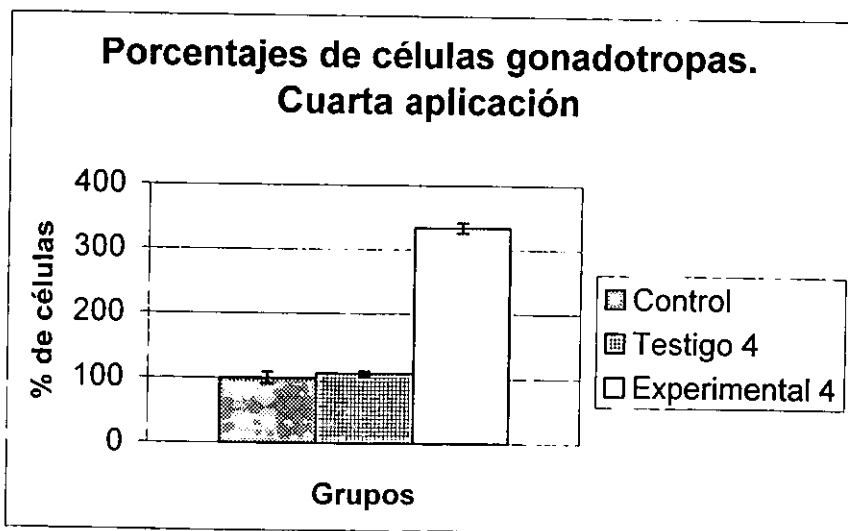 Porcentajes de células gonadotropas.
Cuarta aplicación
400
300
200
100
0
% de células
Grupos
Control
Testigo 4
Experimental 4